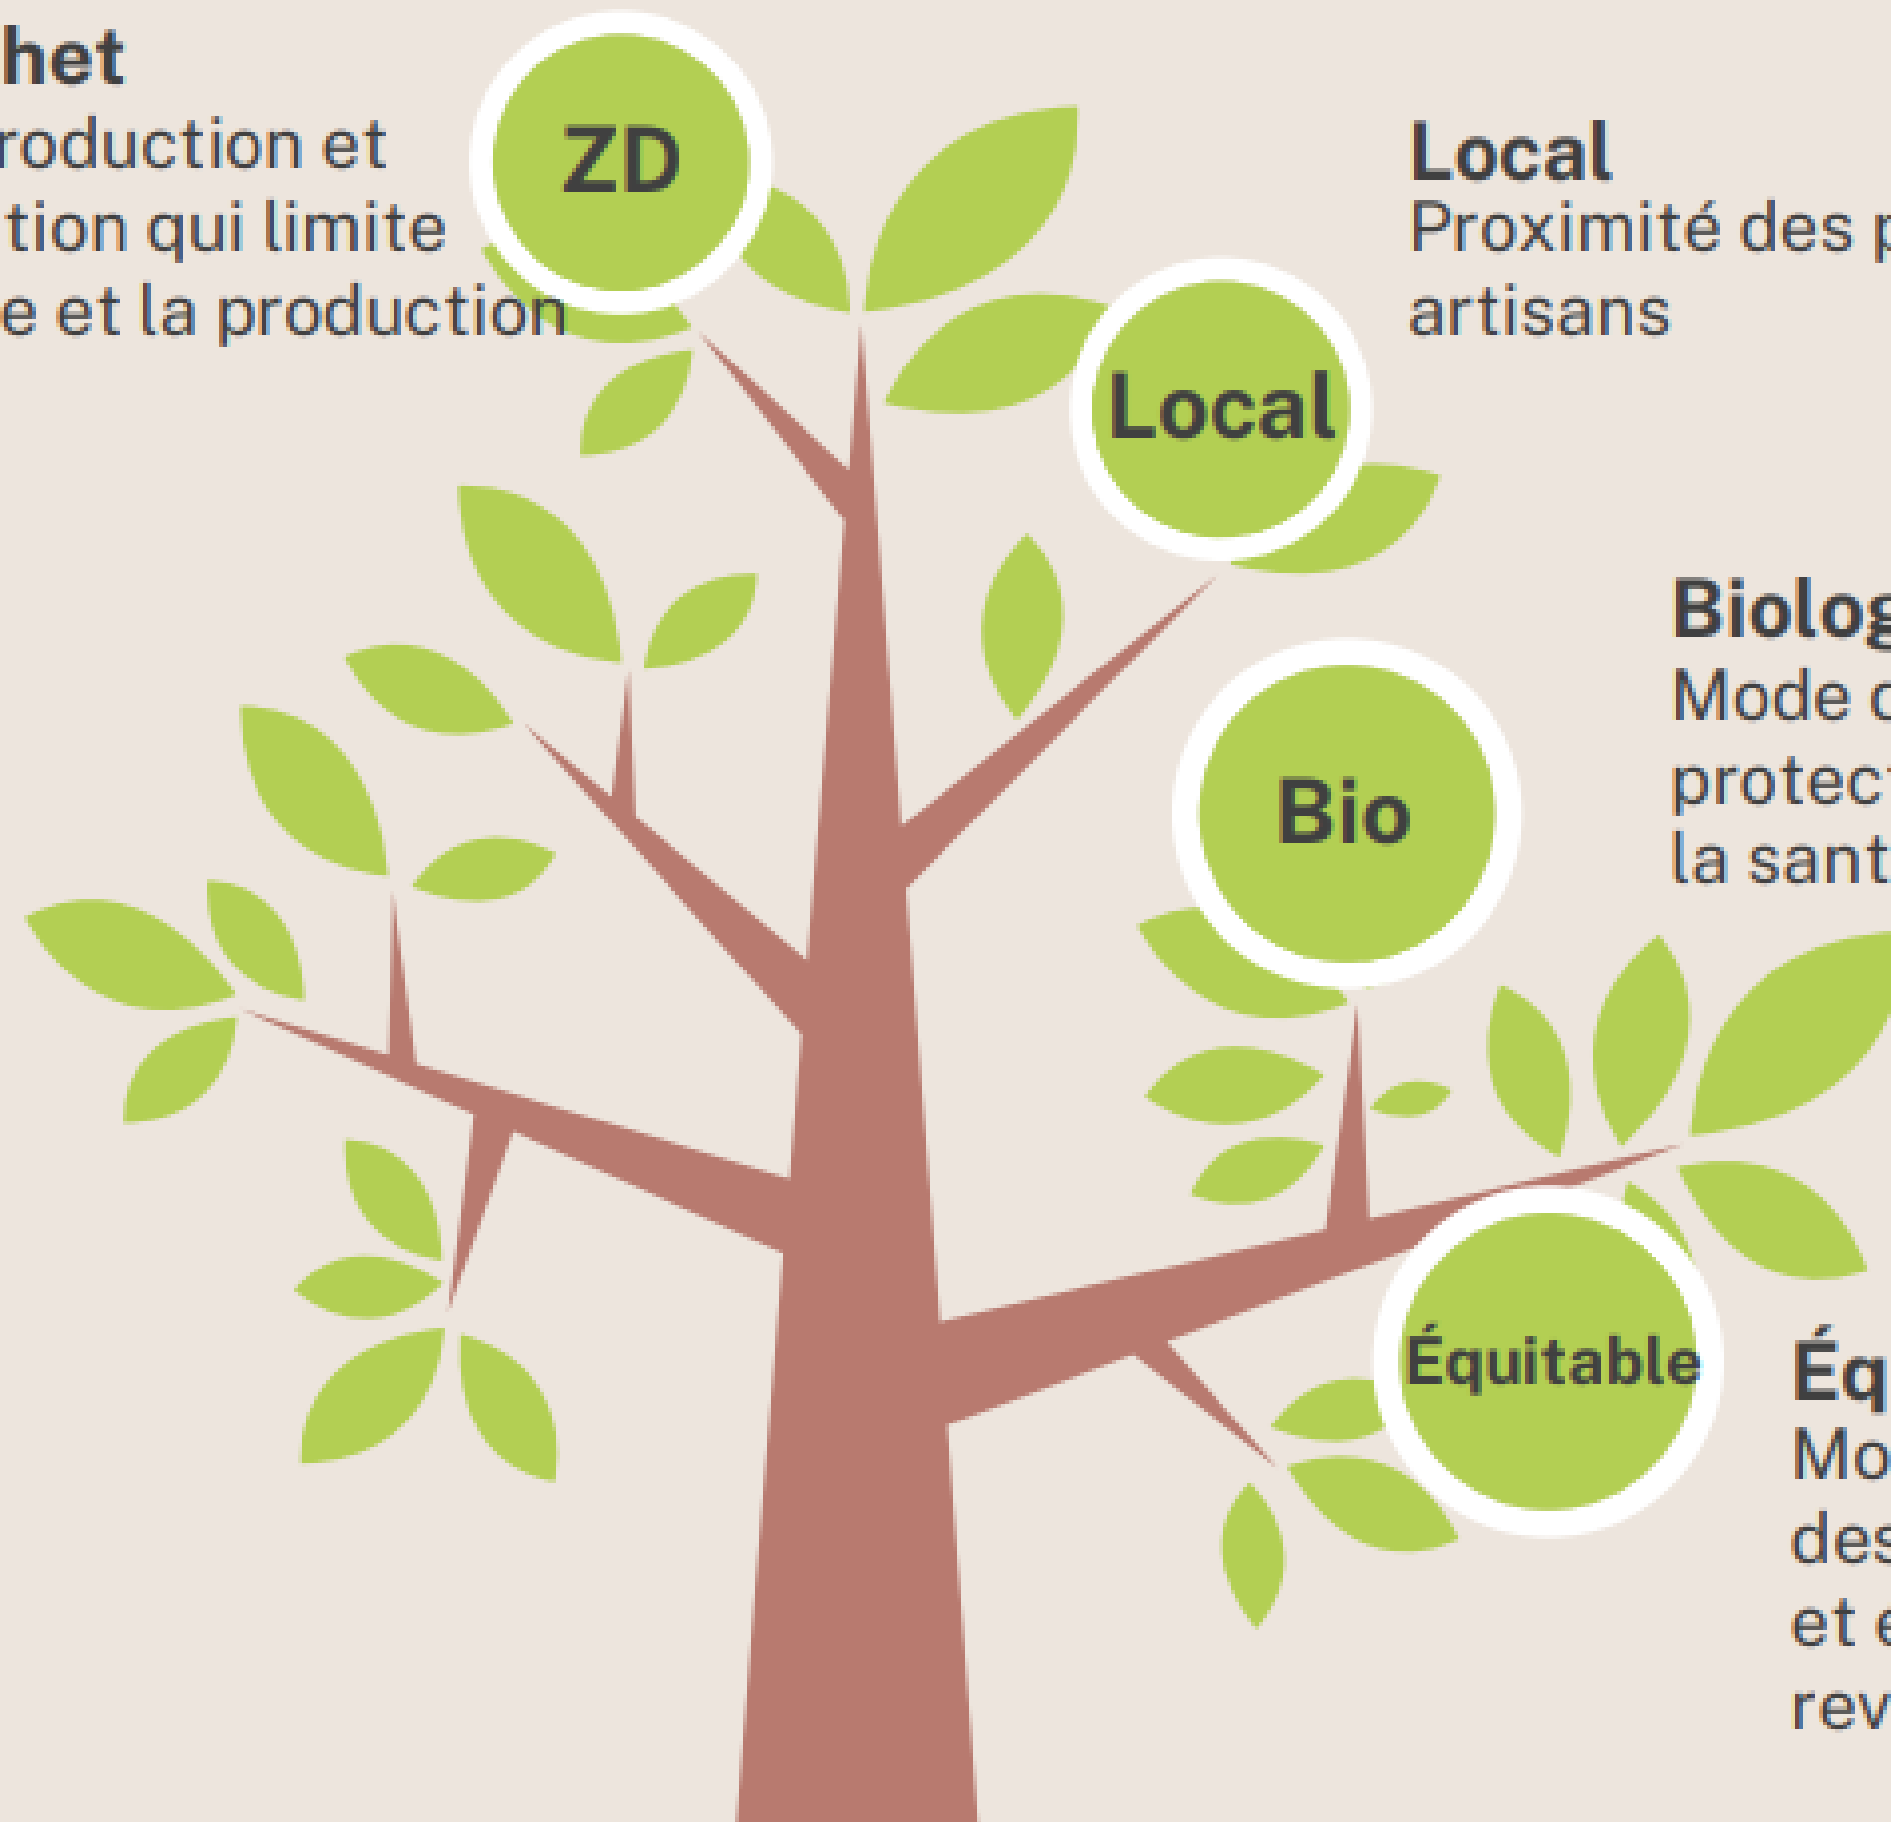 het
roduction et
tion qui limite
e et la production
ZD
Local
Proximité des p
artisans
Local
Biolog
Mode d
protect
la sant
Bio
Équitable
Éq
Mo
des
et é
rev